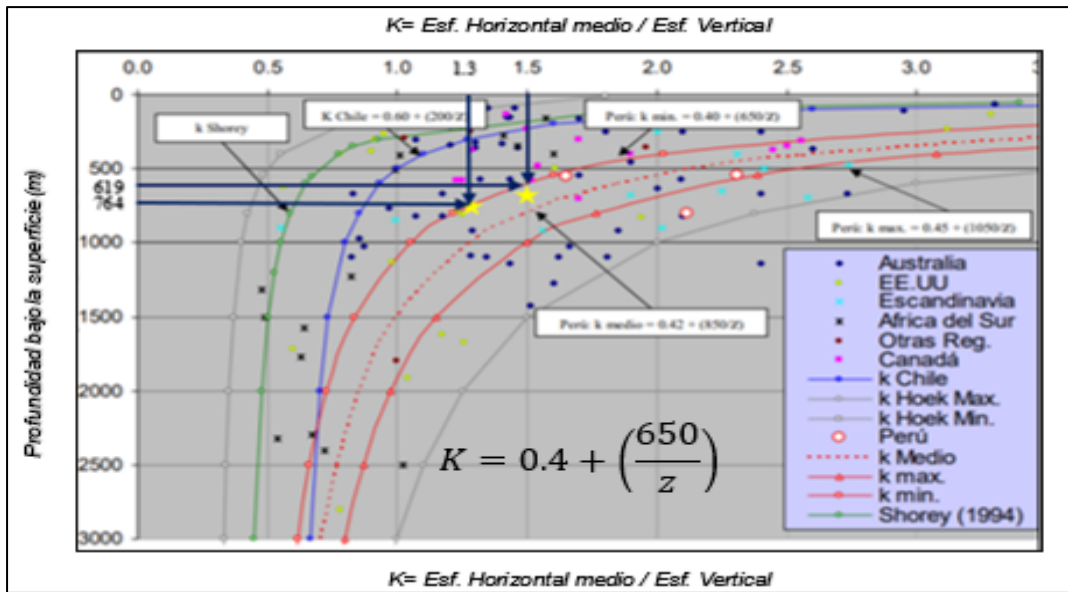 K= Esf. Horizontal medio / Esf. Vertical
0.0 0.5 1.0 1.3 1.5 2.0 2.5 3.0 3
Profundidad bajo la superficie (m)
0
500
619
764
1000
1500
2000
2500
3000
k Shorey
K Chile = 0.60 + (200/z)
Perú: k min. = 0.40 + (650/z)
Perú: k max. = 0.45 + (1050/z)
Perú: k medio = 0.42 + (850/z)
K = 0.4 + (650/z)
Australia
EE.UU
Escandinavia
Africa del Sur
Otras Reg.
Canadá
k Chile
k Hoek Max.
k Hoek Min.
Perú
k Medio
k max.
k min.
Shorey (1994)
K= Esf. Horizontal medio / Esf. Vertical